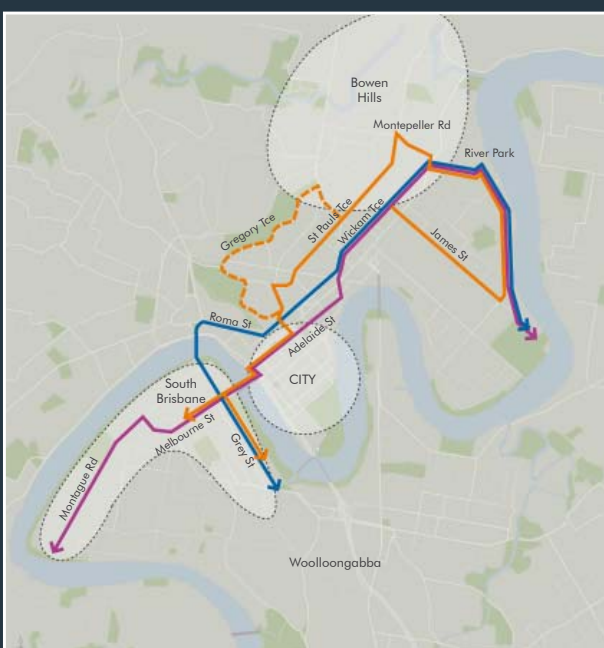 Bowen
Hills
Montepeller Rd
River Park
St Pauls Tce
Wickam Tce
Gregory Tce
James St
Roma St
Adelaide St
CITY
South
Brisbane
Melbourne St
Grey St
Montague Rd
Woolloongabba